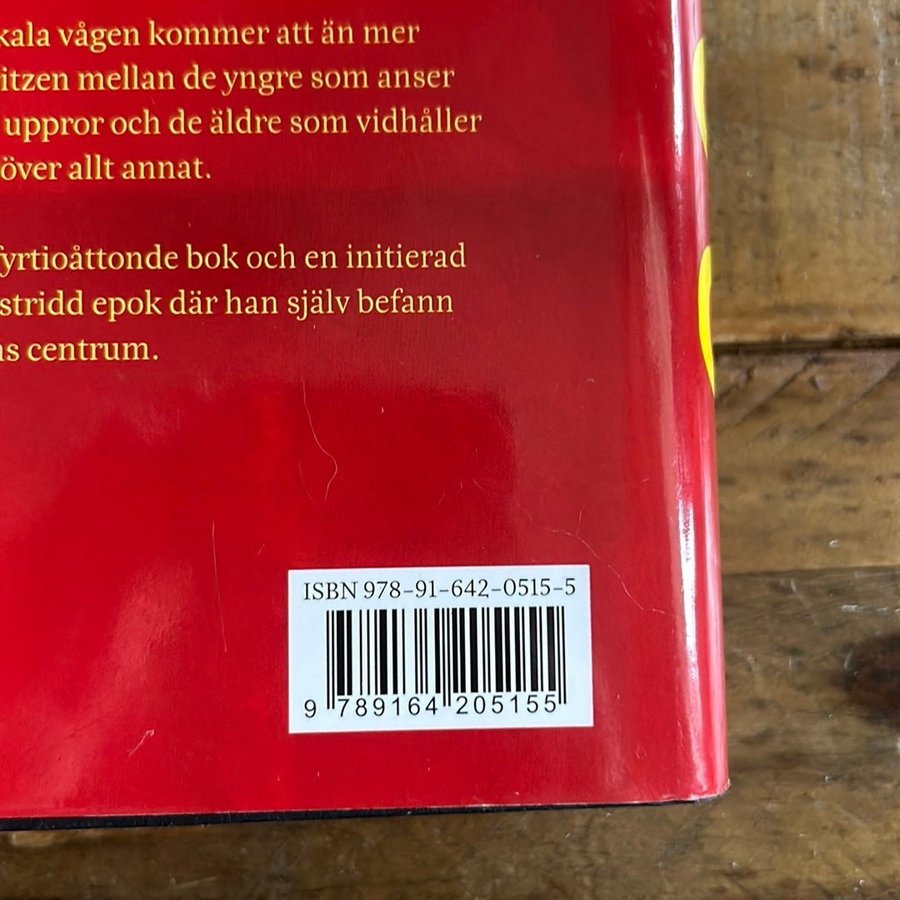 kala vågen kommer att än mer
ritzen mellan de yngre som anser
uppror och de äldre som vidhåller
över allt annat.
fyrtioåttonde bok och en initierad
stridd epok där han själv befann
ns centrum.
ISBN 978-91-642-0515-5
9 789164 205155